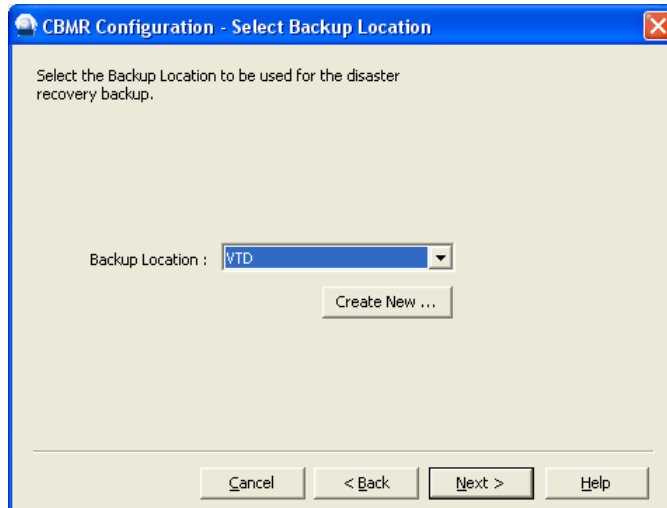 CBMR Configuration - Select Backup Location
Select the Backup Location to be used for the disaster
recovery backup.
Backup Location :
VTD
Create New ...
Cancel
< Back
Next >
Help